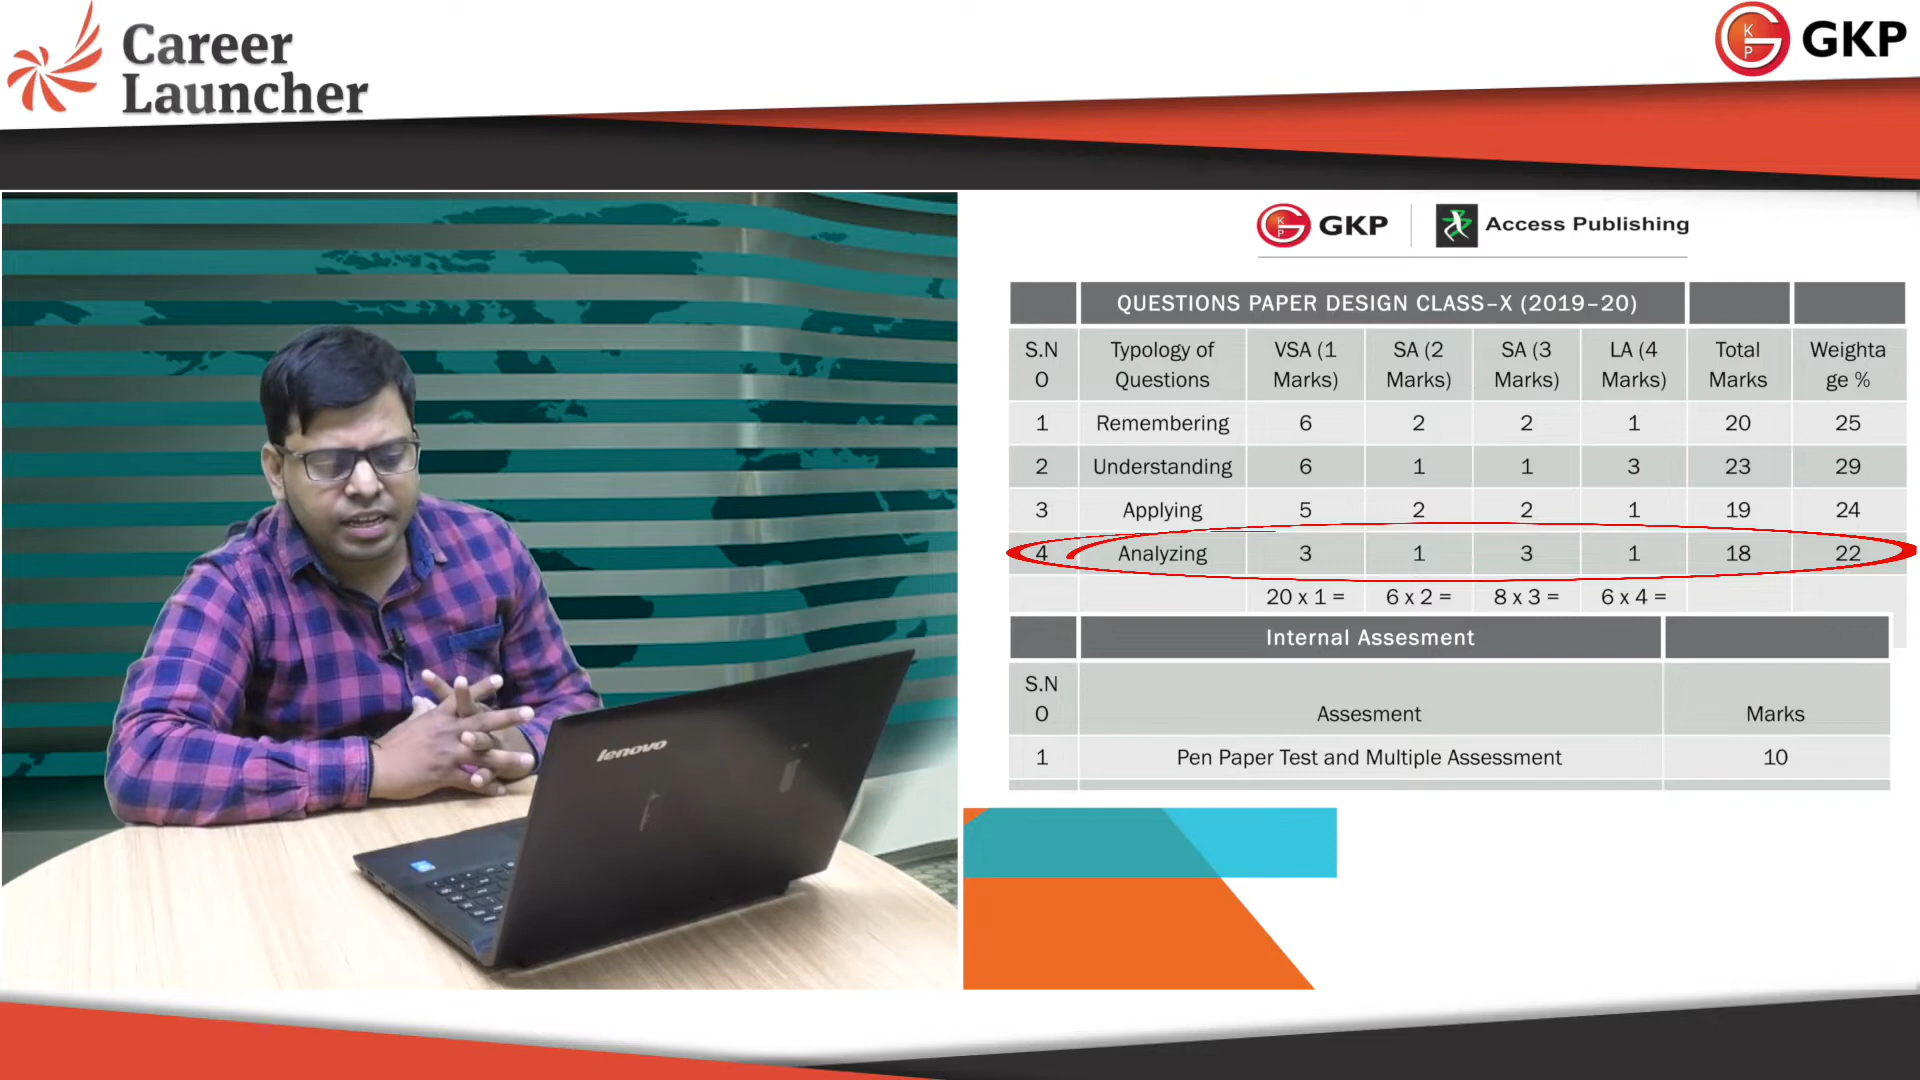 Career
Launcher
K
P
GKP
K
P
GKP
Access Publishing
QUESTIONS PAPER DESIGN CLASS–X (2019–20)
S.N
O
Typology of
Questions
VSA (1
Marks)
SA (2
Marks)
SA (3
Marks)
LA (4
Marks)
Total
Marks
Weighta
ge %
1 Remembering 6 2 2 1 20 25
2 Understanding 6 1 1 3 23 29
3 Applying 5 2 2 1 19 24
4 Analyzing 3 1 3 1 18 22
20 x 1 = 6 x 2 = 8 x 3 = 6 x 4 =
Internal Assesment
S.N
O
Assesment
Marks
1 Pen Paper Test and Multiple Assessment 10
lenovo